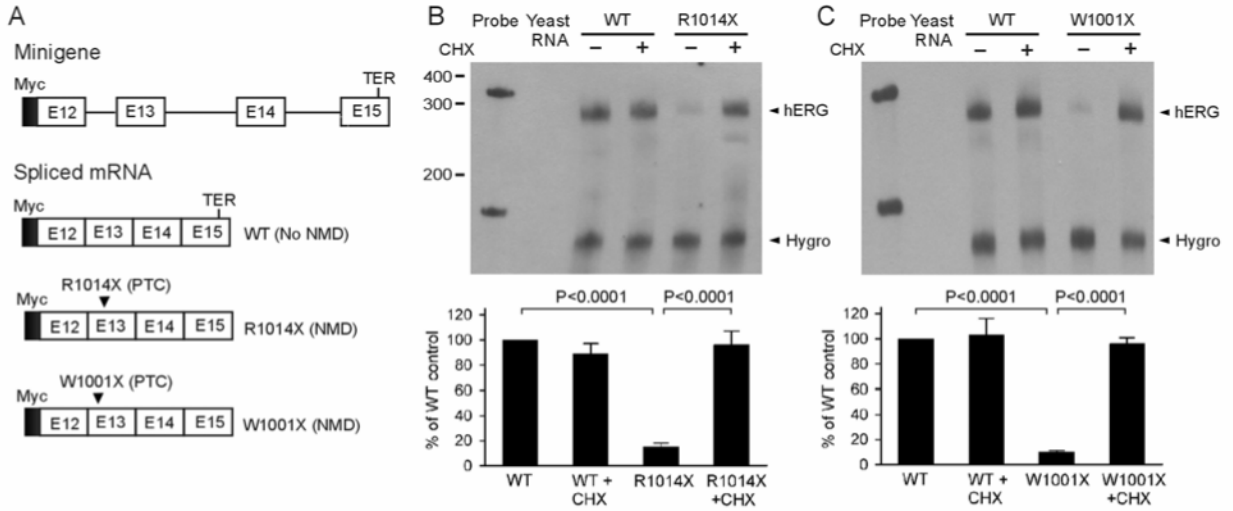 A
Minigene
Myc
TER
E12 E13 E14 E15
Spliced mRNA
Myc
TER
E12 E13 E14 E15 WT (No NMD)
R1014X (PTC)
Myc
E12 E13 E14 E15 R1014X (NMD)
W1001X (PTC)
Myc
E12 E13 E14 E15 W1001X (NMD)
B
Probe Yeast RNA WT R1014X
CHX − + − +
400
300
200
hERG
Hygro
P<0.0001 P<0.0001
% of WT control
120
100
80
60
40
20
0
WT WT + CHX R1014X R1014X +CHX
C
Probe Yeast RNA WT W1001X
CHX − + − +
hERG
Hygro
P<0.0001 P<0.0001
% of WT control
120
100
80
60
40
20
0
WT WT + CHX W1001X W1001X +CHX